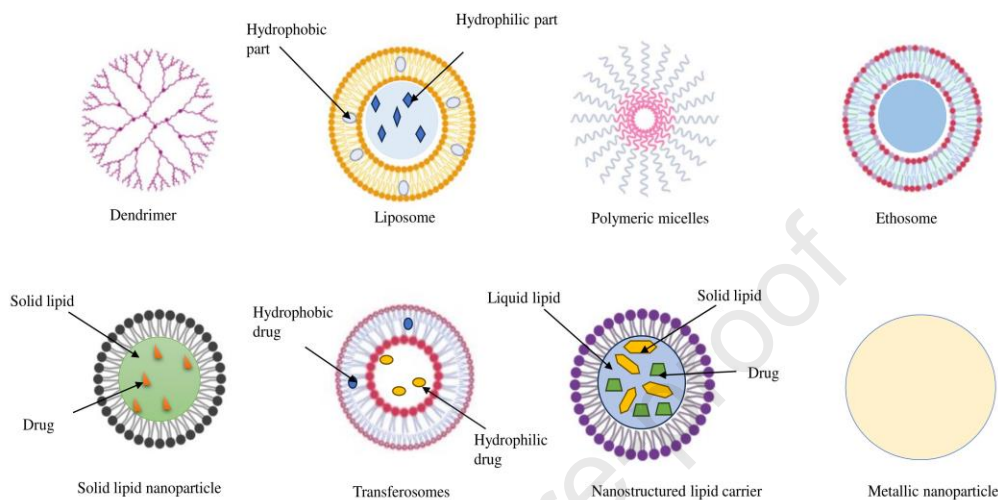 Hydrophobic
part
Hydrophilic part
Dendrimer
Liposome
Polymeric micelles
Ethosome
Solid lipid
Drug
Hydrophobic
drug
Hydrophilic
drug
Liquid lipid
Solid lipid
Drug
Solid lipid nanoparticle
Transferosomes
Nanostructured lipid carrier
Metallic nanoparticle